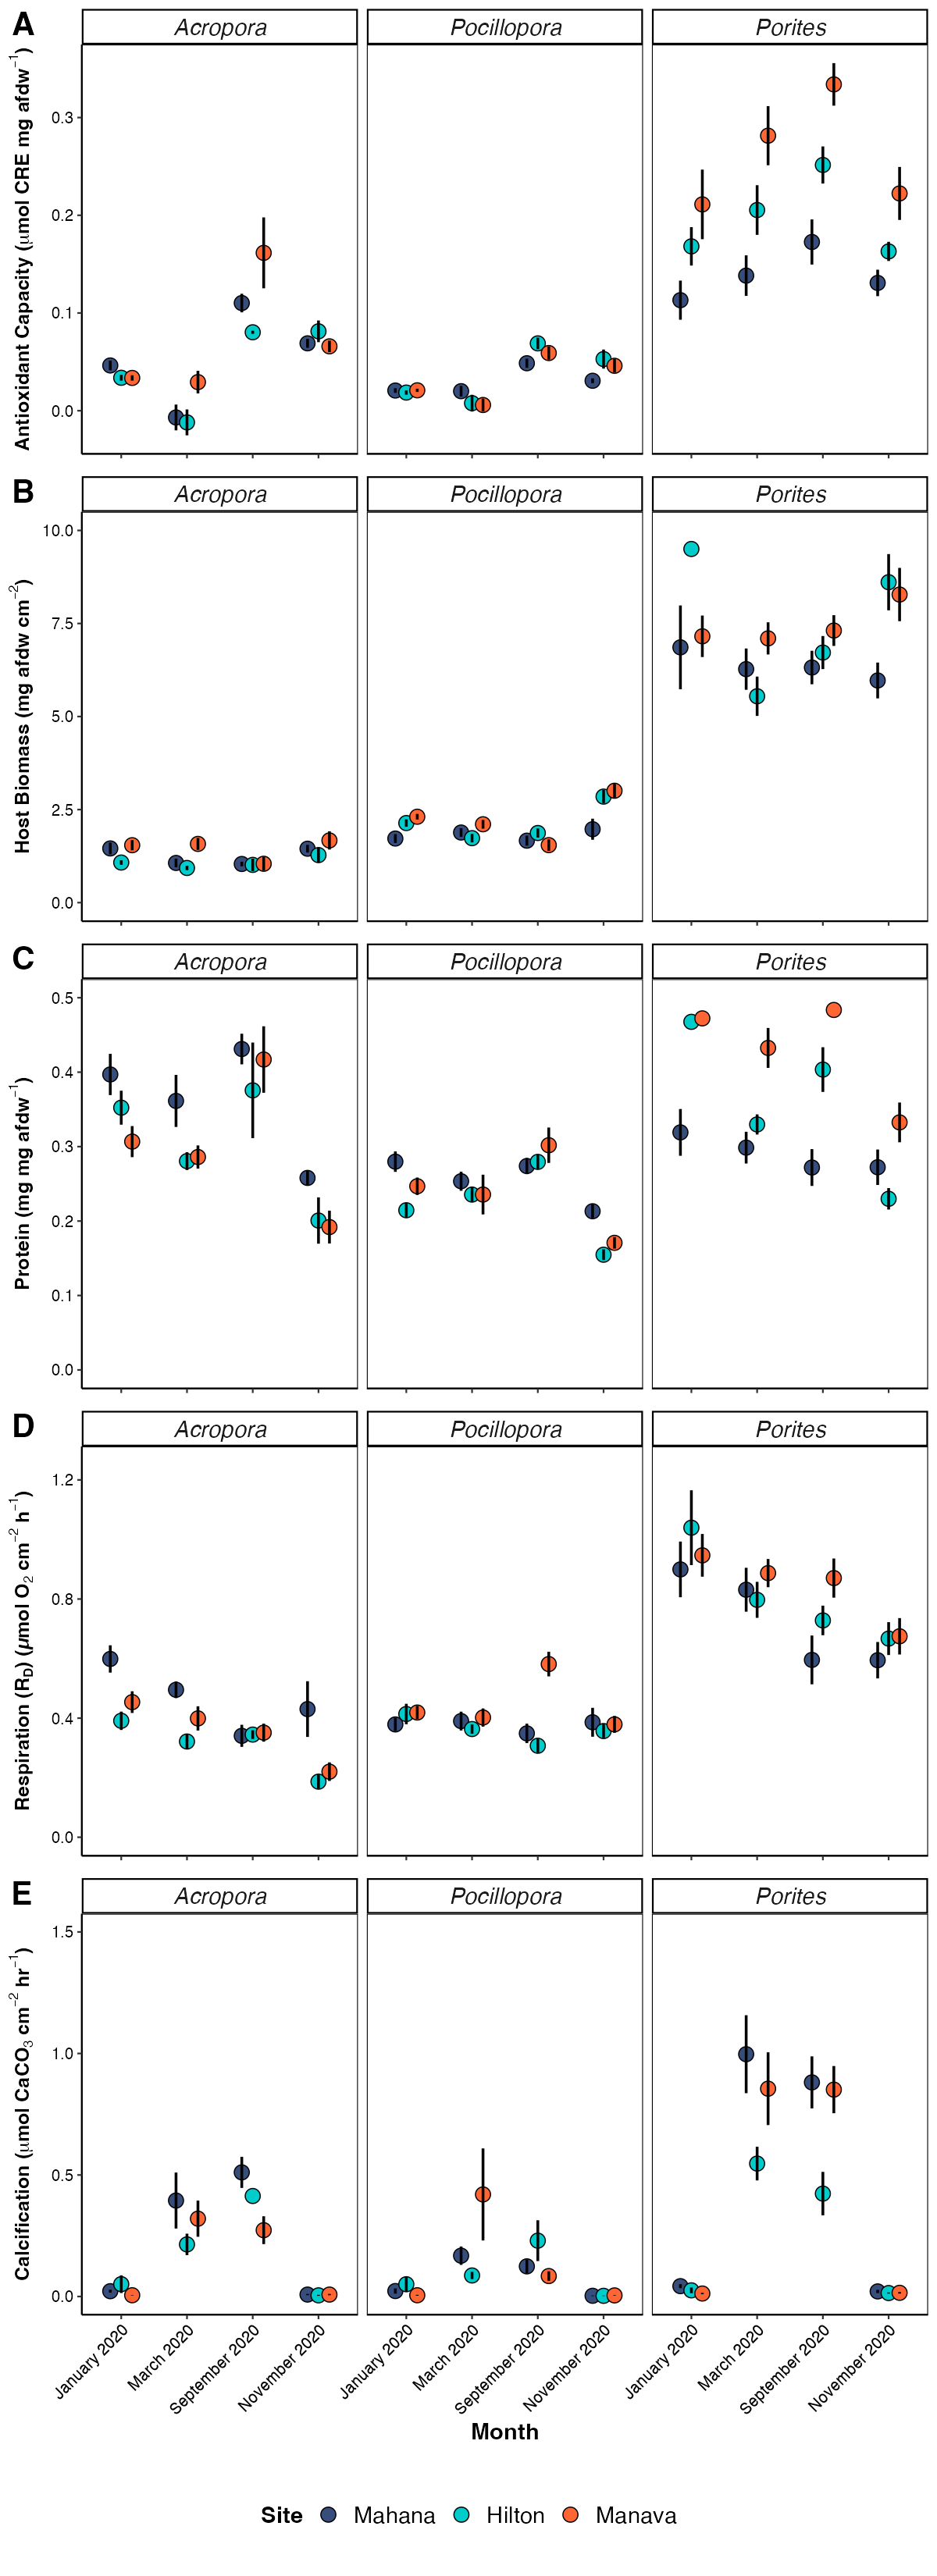 A
Acropora Pocillopora Porites
Antioxidant Capacity (μmol CRE mg afdw⁻¹)
0.3
0.2
0.1
0.0
B
Acropora Pocillopora Porites
Host Biomass (mg afdw cm⁻²)
10.0
7.5
5.0
2.5
0.0
C
Acropora Pocillopora Porites
Protein (mg mg afdw⁻¹)
0.5
0.4
0.3
0.2
0.1
0.0
D
Acropora Pocillopora Porites
Respiration (R_D) (μmol O₂ cm⁻² h⁻¹)
1.2
0.8
0.4
0.0
E
Acropora Pocillopora Porites
Calcification (μmol CaCO₃ cm⁻² hr⁻¹)
1.5
1.0
0.5
0.0
January 2020 March 2020 September 2020 November 2020 January 2020 March 2020 September 2020 November 2020 January 2020 March 2020 September 2020 November 2020
Month
Site Mahana Hilton Manava